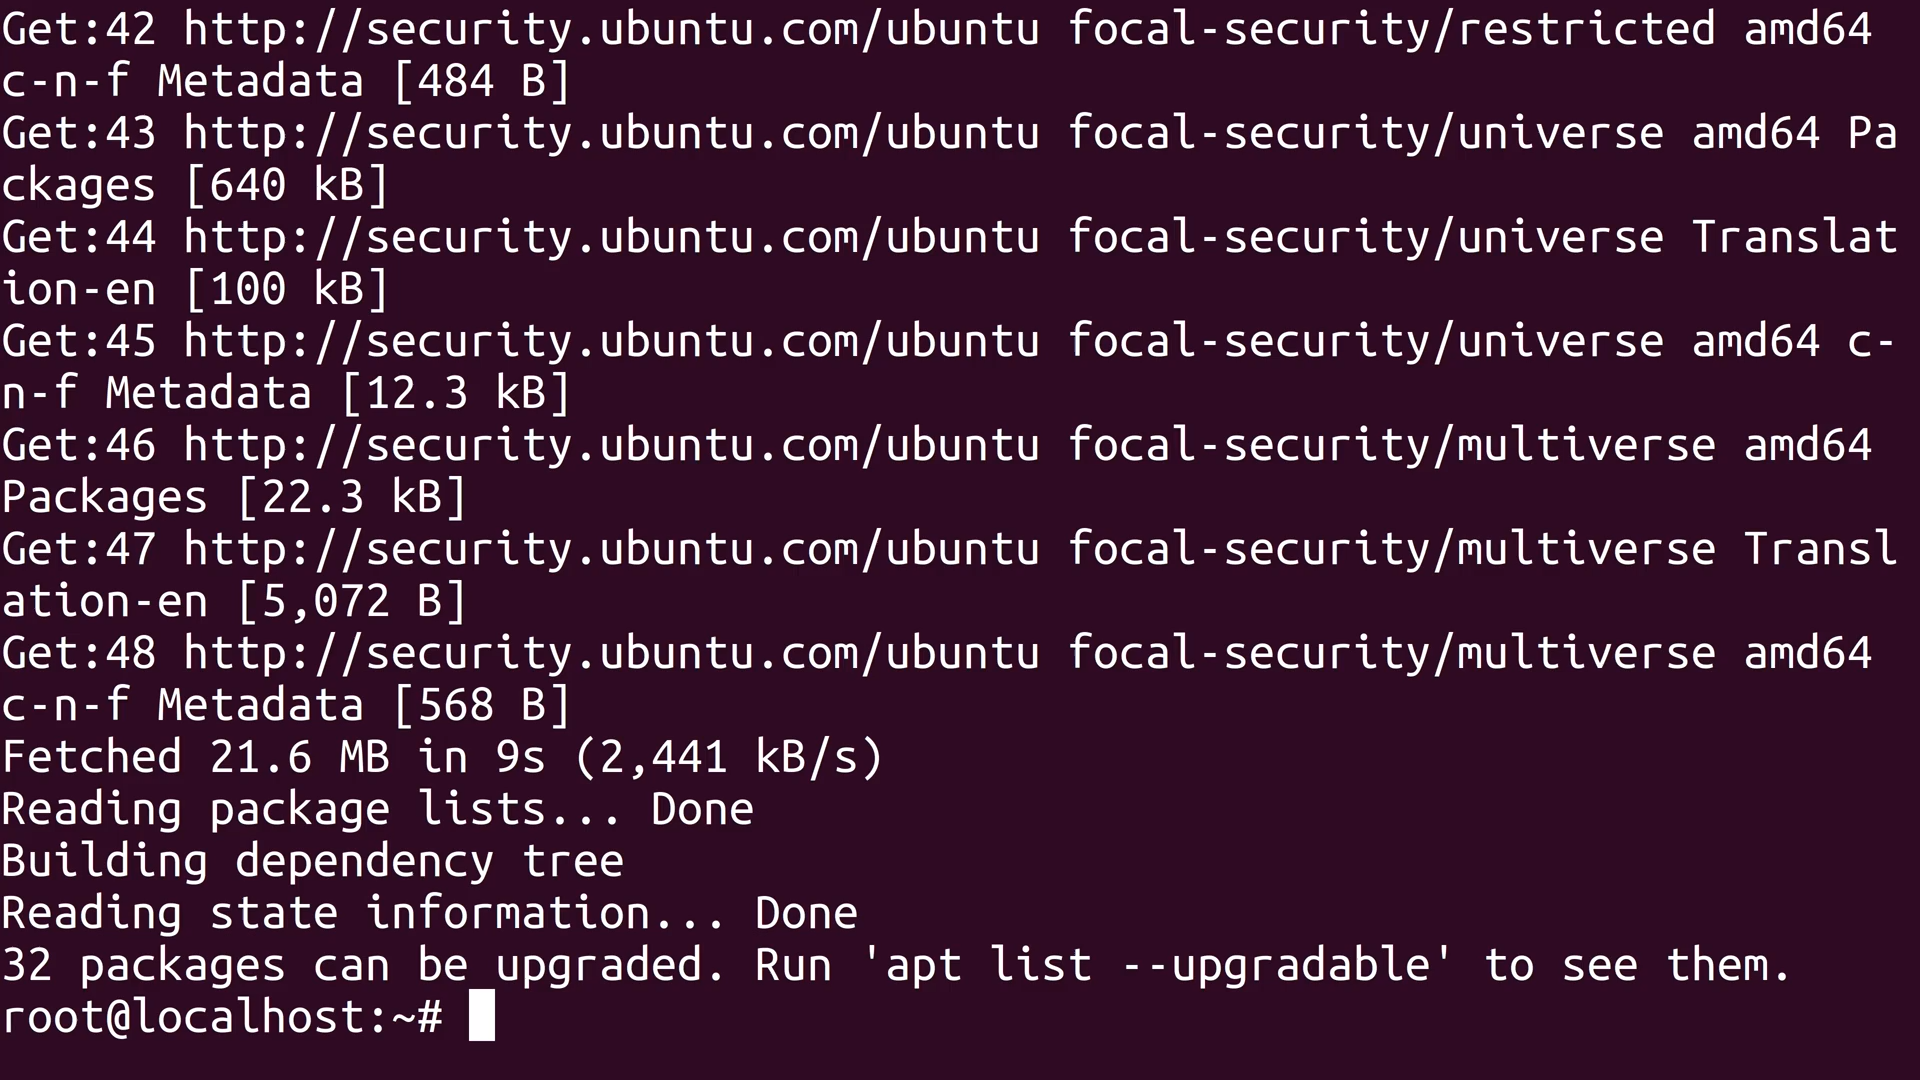 Get:42 http://security.ubuntu.com/ubuntu focal-security/restricted amd64
c-n-f Metadata [484 B]
Get:43 http://security.ubuntu.com/ubuntu focal-security/universe amd64 Pa
ckages [640 kB]
Get:44 http://security.ubuntu.com/ubuntu focal-security/universe Translat
ion-en [100 kB]
Get:45 http://security.ubuntu.com/ubuntu focal-security/universe amd64 c-
n-f Metadata [12.3 kB]
Get:46 http://security.ubuntu.com/ubuntu focal-security/multiverse amd64
Packages [22.3 kB]
Get:47 http://security.ubuntu.com/ubuntu focal-security/multiverse Transl
ation-en [5,072 B]
Get:48 http://security.ubuntu.com/ubuntu focal-security/multiverse amd64
c-n-f Metadata [568 B]
Fetched 21.6 MB in 9s (2,441 kB/s)
Reading package lists... Done
Building dependency tree
Reading state information... Done
32 packages can be upgraded. Run 'apt list --upgradable' to see them.
root@localhost:~#